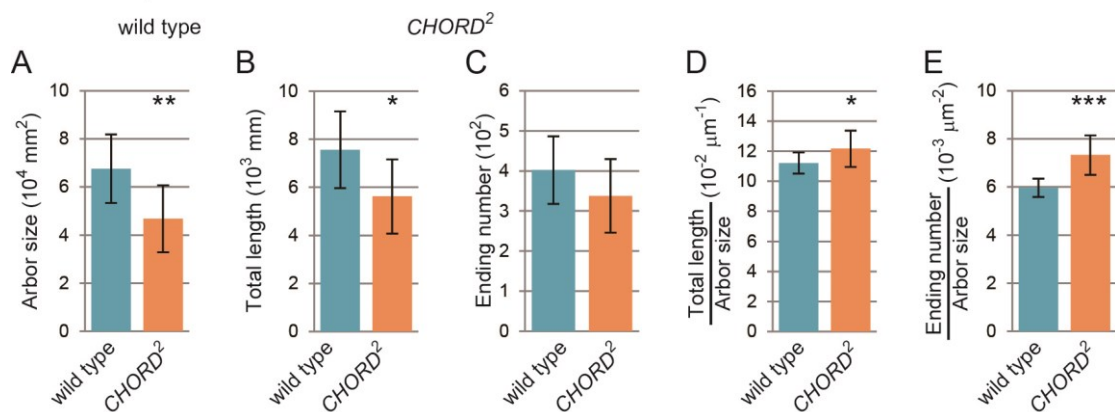 wild type CHORD²
A B C D E
Arbor size (10⁴ mm²)
10
8
6
4
2
0
**
wild type
CHORD²
Total length (10³ mm)
10
8
6
4
2
0
*
wild type
CHORD²
Ending number (10²)
6
5
4
3
2
1
0
wild type
CHORD²
Total length
Arbor size
(10⁻² μm⁻¹)
16
14
12
10
8
6
4
2
0
*
wild type
CHORD²
Ending number
Arbor size
(10⁻³ μm⁻²)
10
8
6
4
2
0
***
wild type
CHORD²